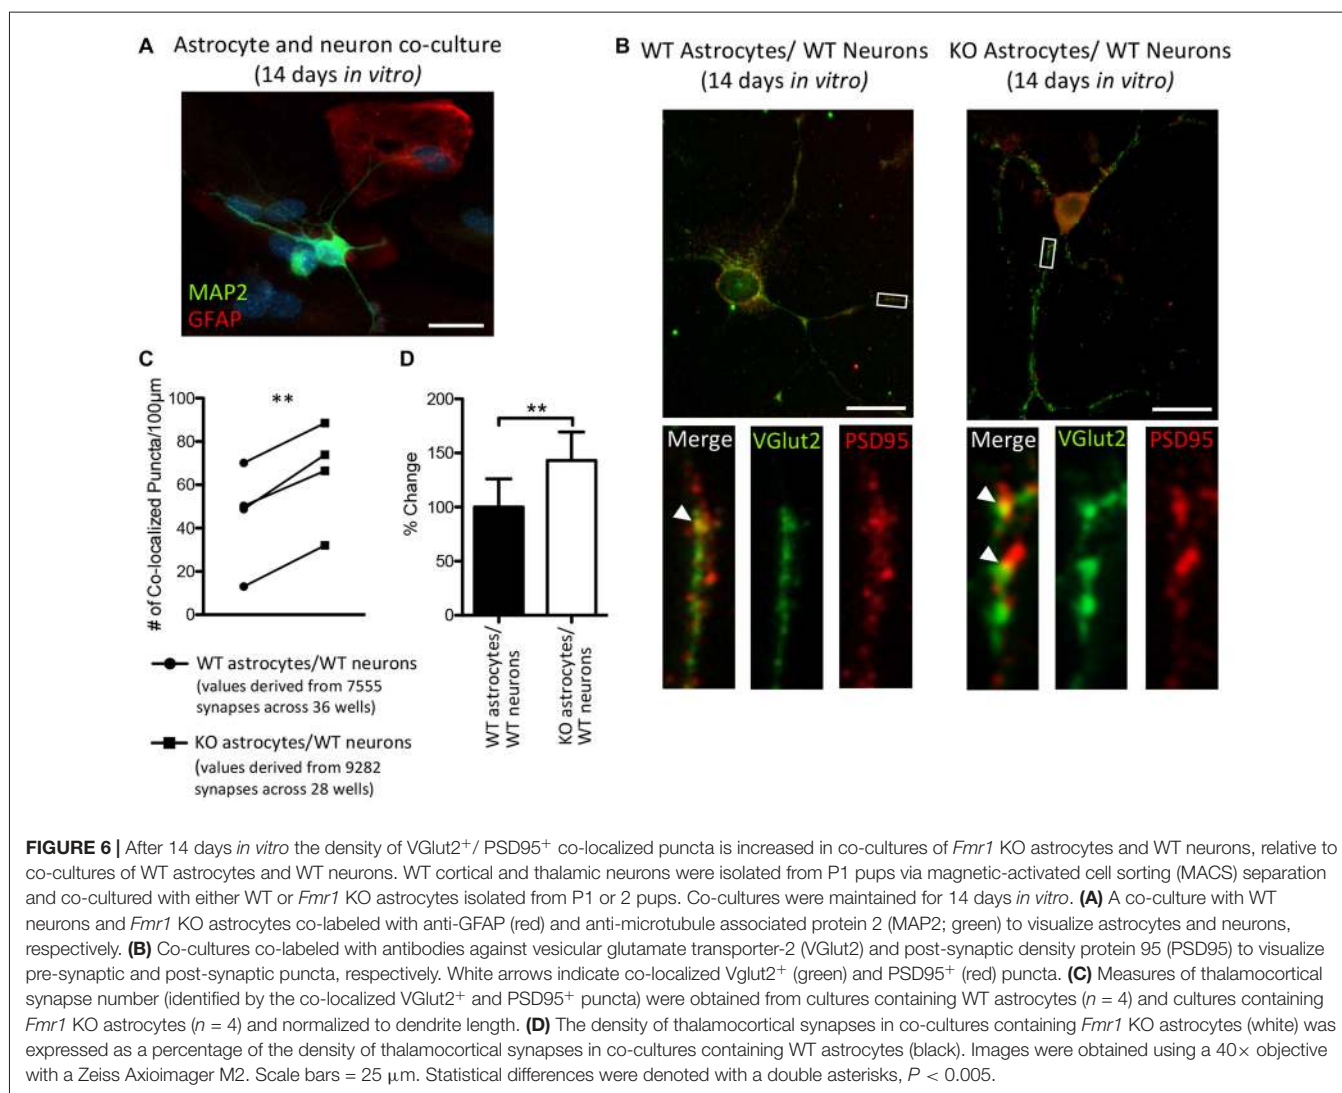 A Astrocyte and neuron co-culture
(14 days in vitro)
MAP2
GFAP
B WT Astrocytes/ WT Neurons
(14 days in vitro)
KO Astrocytes/ WT Neurons
(14 days in vitro)
Merge
VGlut2
PSD95
Merge
VGlut2
PSD95
C
# of Co-localized Puncta/100μm
100
80
60
40
20
0
**
WT astrocytes/WT neurons
(values derived from 7555
synapses across 36 wells)
KO astrocytes/WT neurons
(values derived from 9282
synapses across 28 wells)
D
% Change
200
150
100
50
0
**
WT astrocytes/
WT neurons
KO astrocytes/
WT neurons
FIGURE 6 | After 14 days in vitro the density of VGlut2+/ PSD95+ co-localized puncta is increased in co-cultures of Fmr1 KO astrocytes and WT neurons, relative to
co-cultures of WT astrocytes and WT neurons. WT cortical and thalamic neurons were isolated from P1 pups via magnetic-activated cell sorting (MACS) separation
and co-cultured with either WT or Fmr1 KO astrocytes isolated from P1 or 2 pups. Co-cultures were maintained for 14 days in vitro. (A) A co-culture with WT
neurons and Fmr1 KO astrocytes co-labeled with anti-GFAP (red) and anti-microtubule associated protein 2 (MAP2; green) to visualize astrocytes and neurons,
respectively. (B) Co-cultures co-labeled with antibodies against vesicular glutamate transporter-2 (VGlut2) and post-synaptic density protein 95 (PSD95) to visualize
pre-synaptic and post-synaptic puncta, respectively. White arrows indicate co-localized Vglut2+ (green) and PSD95+ (red) puncta. (C) Measures of thalamocortical
synapse number (identified by the co-localized VGlut2+ and PSD95+ puncta) were obtained from cultures containing WT astrocytes (n = 4) and cultures containing
Fmr1 KO astrocytes (n = 4) and normalized to dendrite length. (D) The density of thalamocortical synapses in co-cultures containing Fmr1 KO astrocytes (white) was
expressed as a percentage of the density of thalamocortical synapses in co-cultures containing WT astrocytes (black). Images were obtained using a 40× objective
with a Zeiss Axioimager M2. Scale bars = 25 μm. Statistical differences were denoted with a double asterisks, P < 0.005.